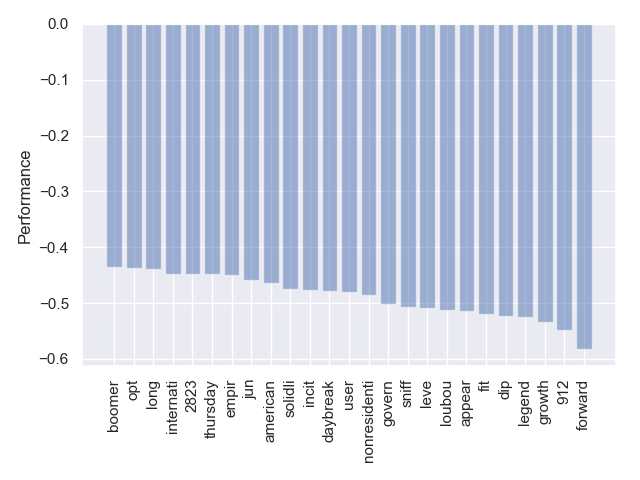 0.0
−0.1
−0.2
−0.3
−0.4
−0.5
−0.6
Performance
boomer
opt
long
internati
2823
thursday
empir
jun
american
solidli
incit
daybreak
user
nonresidenti
govern
sniff
leve
loubou
appear
fit
dip
legend
growth
912
forward